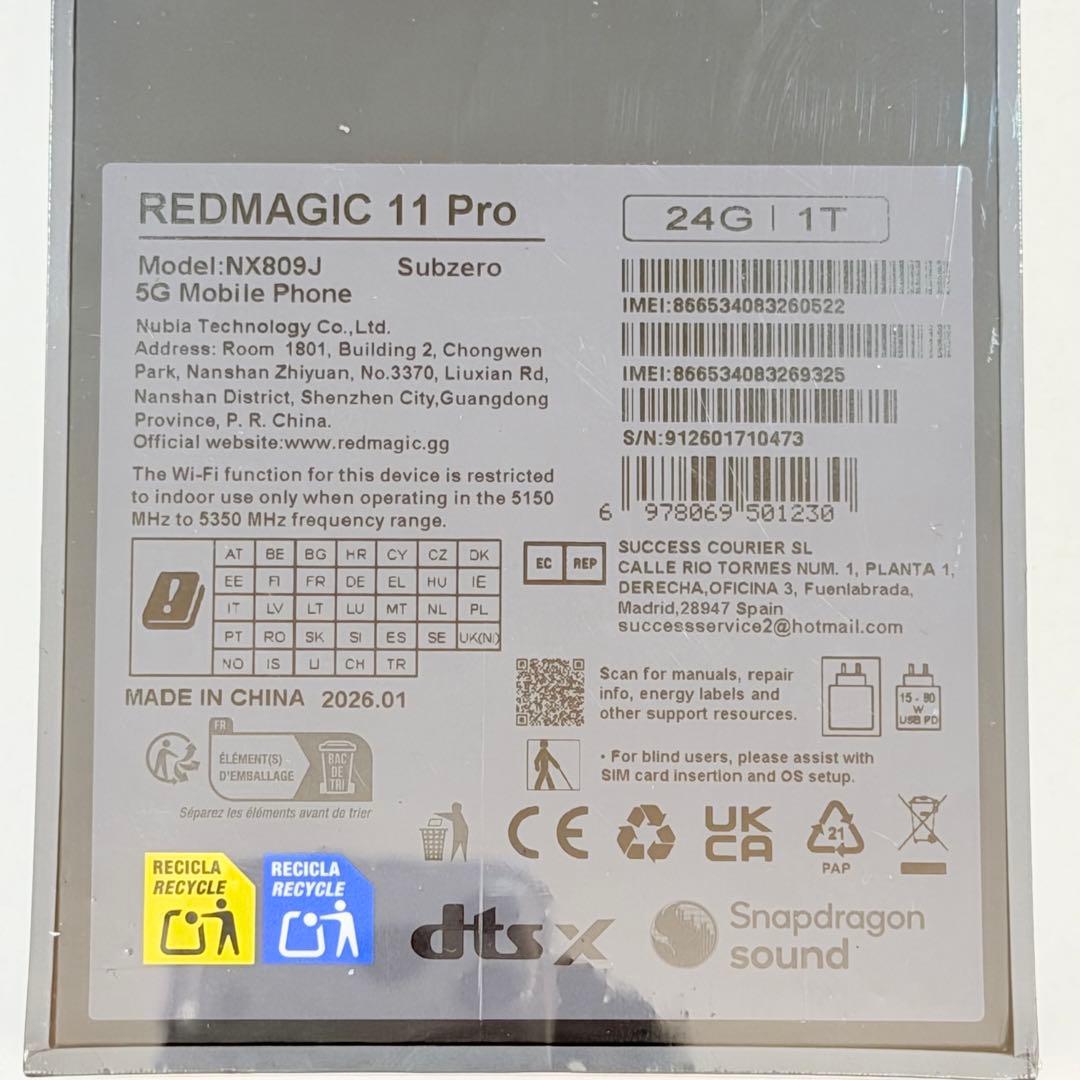 REDMAGIC 11 Pro
24G | 1T
Model:NX809J Subzero
5G Mobile Phone
Nubia Technology Co.,Ltd.
Address: Room 1801, Building 2, Chongwen
Park, Nanshan Zhiyuan, No.3370, Liuxian Rd,
Nanshan District, Shenzhen City,Guangdong
Province, P. R. China.
Official website:www.redmagic.gg
The Wi-Fi function for this device is restricted
to indoor use only when operating in the 5150
MHz to 5350 MHz frequency range.
IMEI:866534083260522
IMEI:866534083269325
S/N:912601710473
6 978069 501230
AT BE BG HR CY CZ DK
EE FI FR DE EL HU IE
IT LV LT LU MT NL PL
PT RO SK SI ES SE UK(NI)
NO IS LI CH TR
EC REP
SUCCESS COURIER SL
CALLE RIO TORMES NUM. 1, PLANTA 1,
DERECHA,OFICINA 3, Fuenlabrada,
Madrid,28947 Spain
successservice2@hotmail.com
MADE IN CHINA 2026.01
Scan for manuals, repair
info, energy labels and
other support resources.
15 - 80
W
USB PD
FR
ÉLÉMENT(S)
D'EMBALLAGE
BAC
DE
TRI
Séparez les éléments avant de trier
• For blind users, please assist with
SIM card insertion and OS setup.
CE
UK
CA
21
PAP
RECICLA
RECYCLE
RECICLA
RECYCLE
dts x
Snapdragon
sound